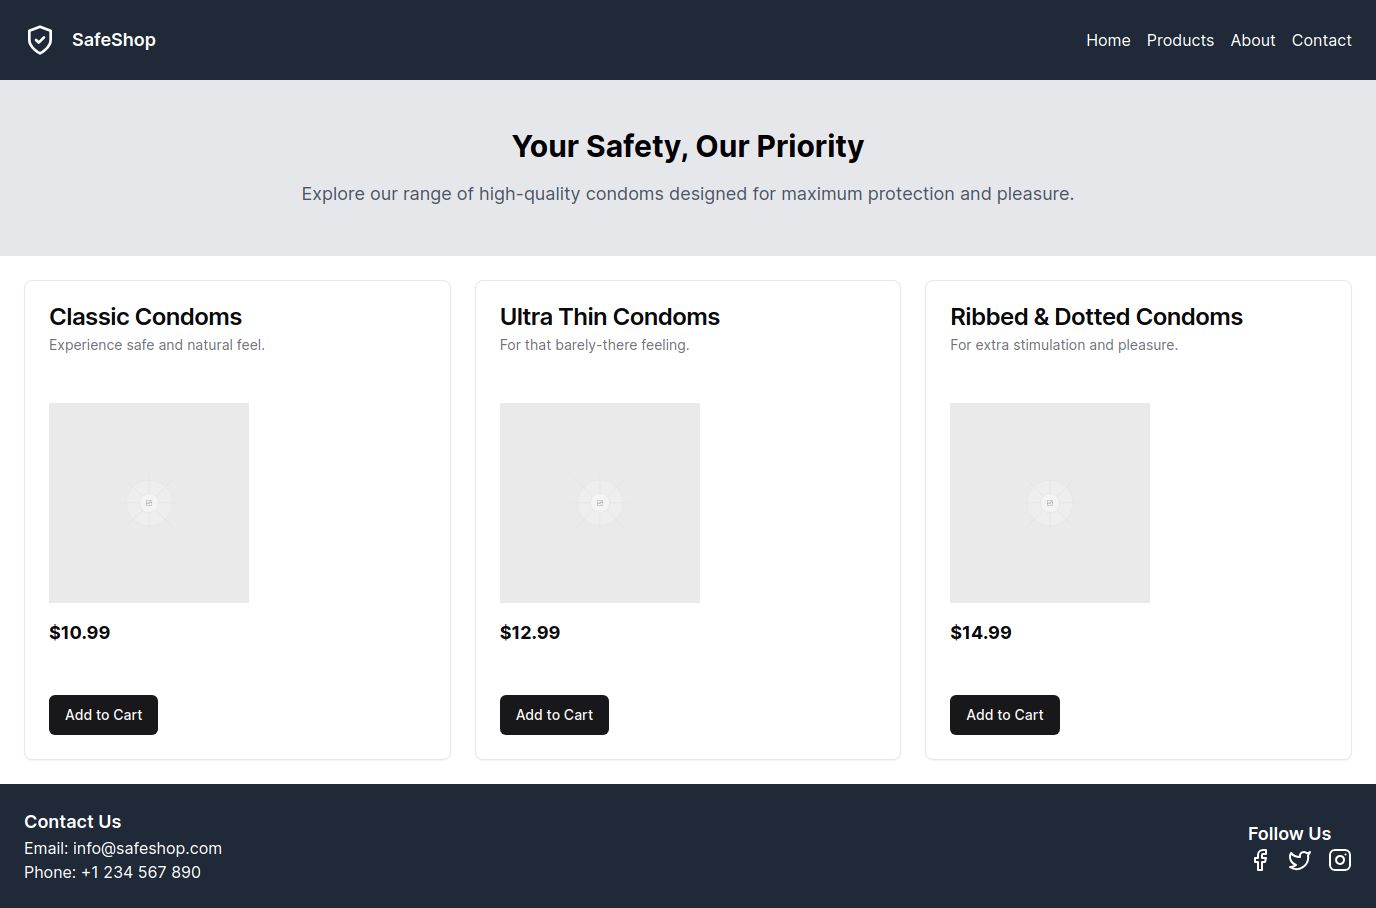 SafeShop
Home Products About Contact
Your Safety, Our Priority
Explore our range of high-quality condoms designed for maximum protection and pleasure.
Classic Condoms
Experience safe and natural feel.
$10.99
Add to Cart
Ultra Thin Condoms
For that barely-there feeling.
$12.99
Add to Cart
Ribbed & Dotted Condoms
For extra stimulation and pleasure.
$14.99
Add to Cart
Contact Us
Email: info@safeshop.com
Phone: +1 234 567 890
Follow Us